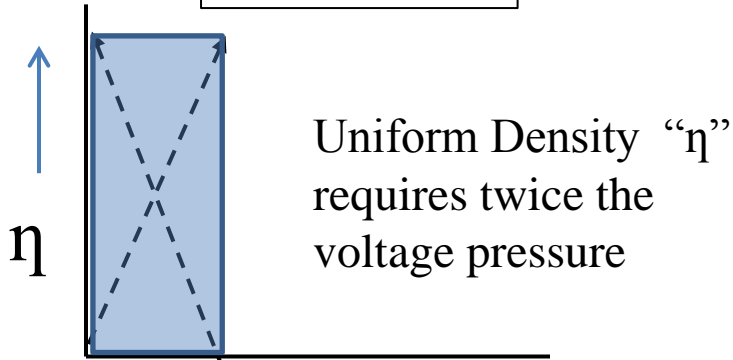 η
Uniform Density “η”
requires twice the
voltage pressure